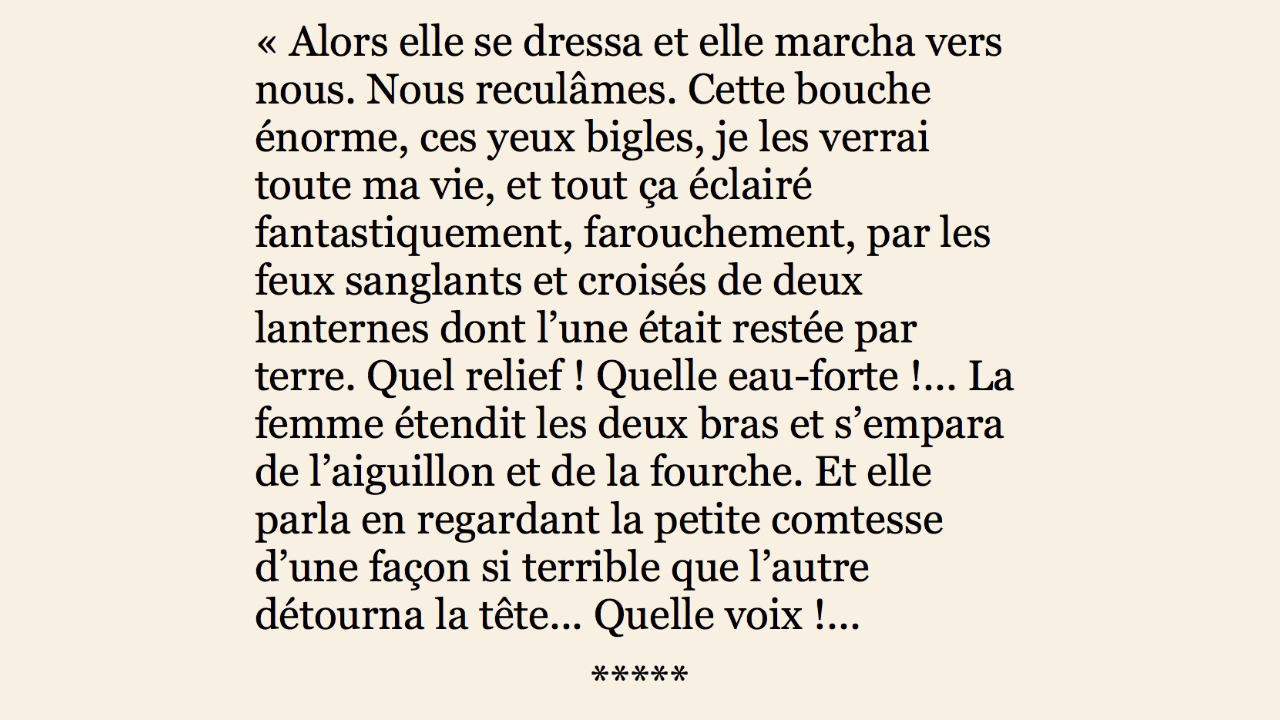 « Alors elle se dressa et elle marcha vers
nous. Nous reculâmes. Cette bouche
énorme, ces yeux bigles, je les verrai
toute ma vie, et tout ça éclairé
fantastiquement, farouchement, par les
feux sanglants et croisés de deux
lanternes dont l’une était restée par
terre. Quel relief ! Quelle eau-forte !... La
femme étendit les deux bras et s’empara
de l’aiguillon et de la fourche. Et elle
parla en regardant la petite comtesse
d’une façon si terrible que l’autre
détourna la tête... Quelle voix !...
*****